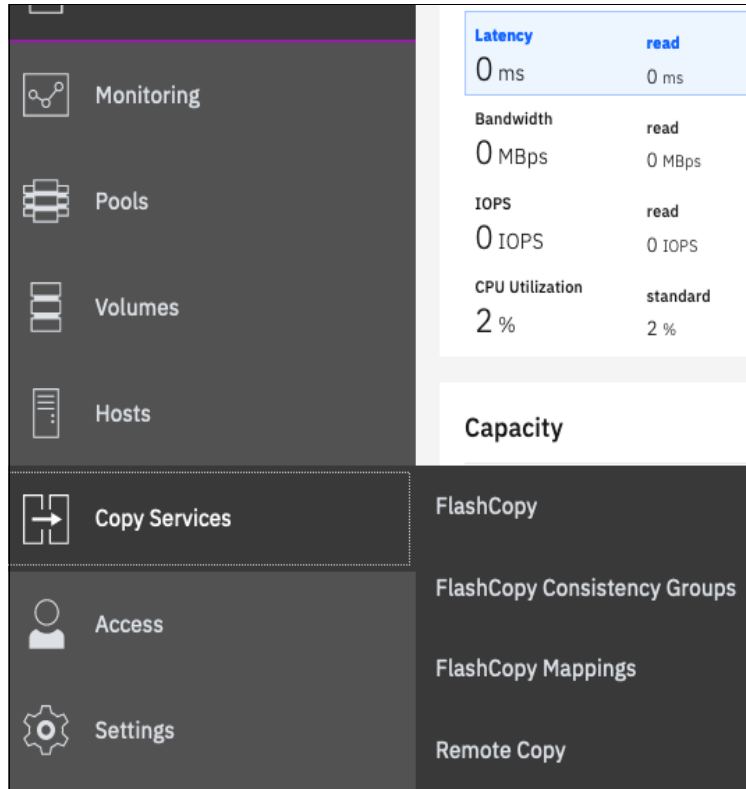 Monitoring
Pools
Volumes
Hosts
Copy Services
Access
Settings
Latency read
0 ms 0 ms
Bandwidth read
0 MBps 0 MBps
IOPS read
0 IOPS 0 IOPS
CPU Utilization standard
2 % 2 %
Capacity
FlashCopy
FlashCopy Consistency Groups
FlashCopy Mappings
Remote Copy